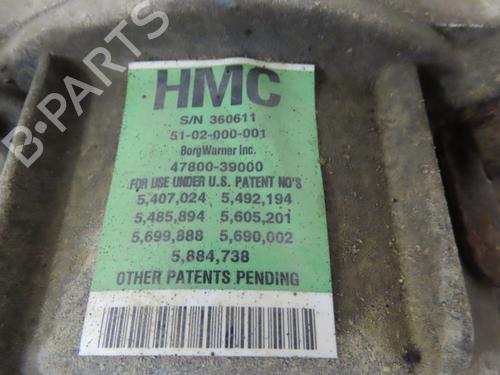 HMC
S/N 360611
51-02-000-001
BorgWarner Inc.
47800-39000
FOR USE UNDER U.S. PATENT NO'S
5,407,024 5,492,194
5,485,894 5,605,201
5,699,888 5,690,002
5,884,738
OTHER PATENTS PENDING